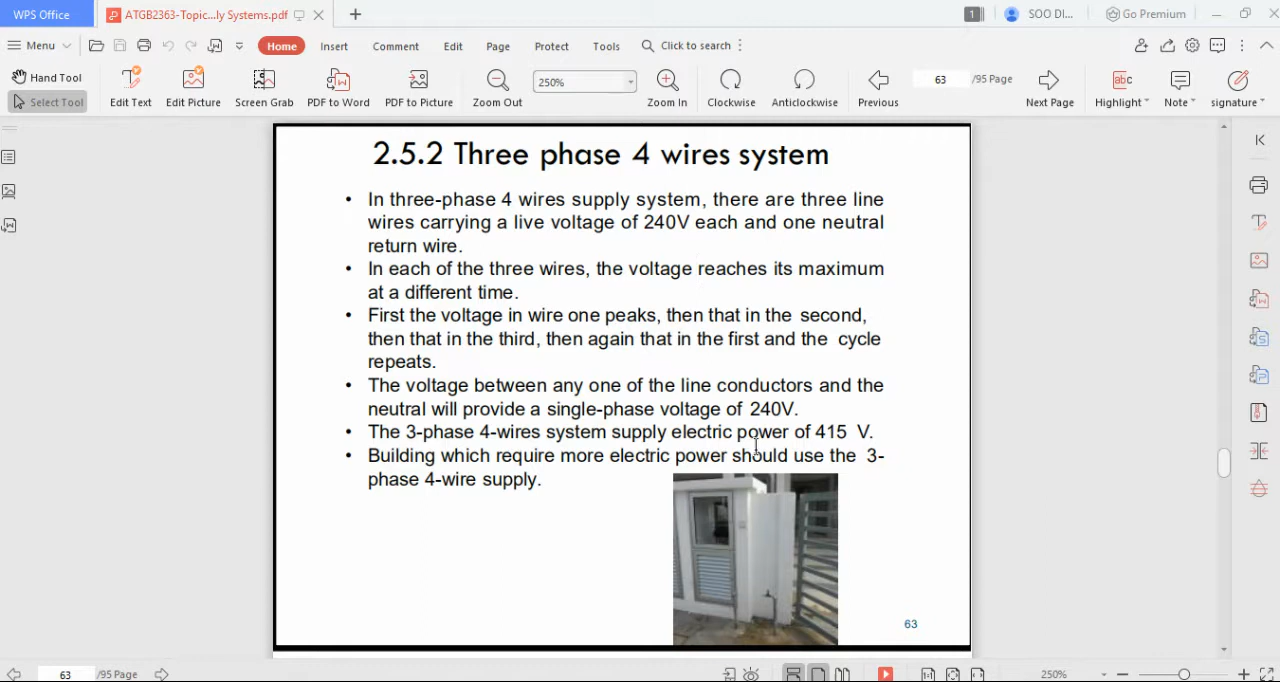 WPS Office
ATGB2363-Topic...ly Systems.pdf
1
SOO DI...
Go Premium
Menu
Home
Insert
Comment
Edit
Page
Protect
Tools
Click to search
Hand Tool
Select Tool
Edit Text
Edit Picture
Screen Grab
PDF to Word
PDF to Picture
Zoom Out
250%
Zoom In
Clockwise
Anticlockwise
Previous
63 /95 Page
Next Page
abc
Highlight
Note
signature
2.5.2 Three phase 4 wires system
• In three-phase 4 wires supply system, there are three line
wires carrying a live voltage of 240V each and one neutral
return wire.
• In each of the three wires, the voltage reaches its maximum
at a different time.
• First the voltage in wire one peaks, then that in the second,
then that in the third, then again that in the first and the cycle
repeats.
• The voltage between any one of the line conductors and the
neutral will provide a single-phase voltage of 240V.
• The 3-phase 4-wires system supply electric power of 415 V.
• Building which require more electric power should use the 3-
phase 4-wire supply.
63
63 /95 Page
250%